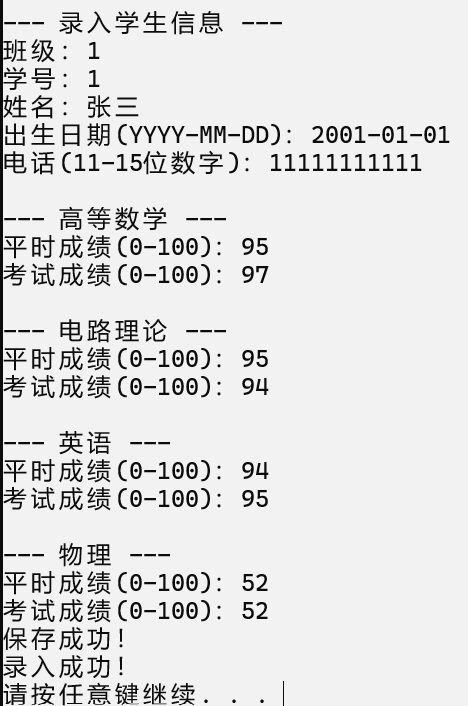 --- 录入学生信息 ---
班级: 1
学号: 1
姓名: 张三
出生日期(YYYY-MM-DD): 2001-01-01
电话(11-15位数字): 11111111111
--- 高等数学 ---
平时成绩(0-100): 95
考试成绩(0-100): 97
--- 电路理论 ---
平时成绩(0-100): 95
考试成绩(0-100): 94
--- 英语 ---
平时成绩(0-100): 94
考试成绩(0-100): 95
--- 物理 ---
平时成绩(0-100): 52
考试成绩(0-100): 52
保存成功!
录入成功!
请按任意键继续. . .